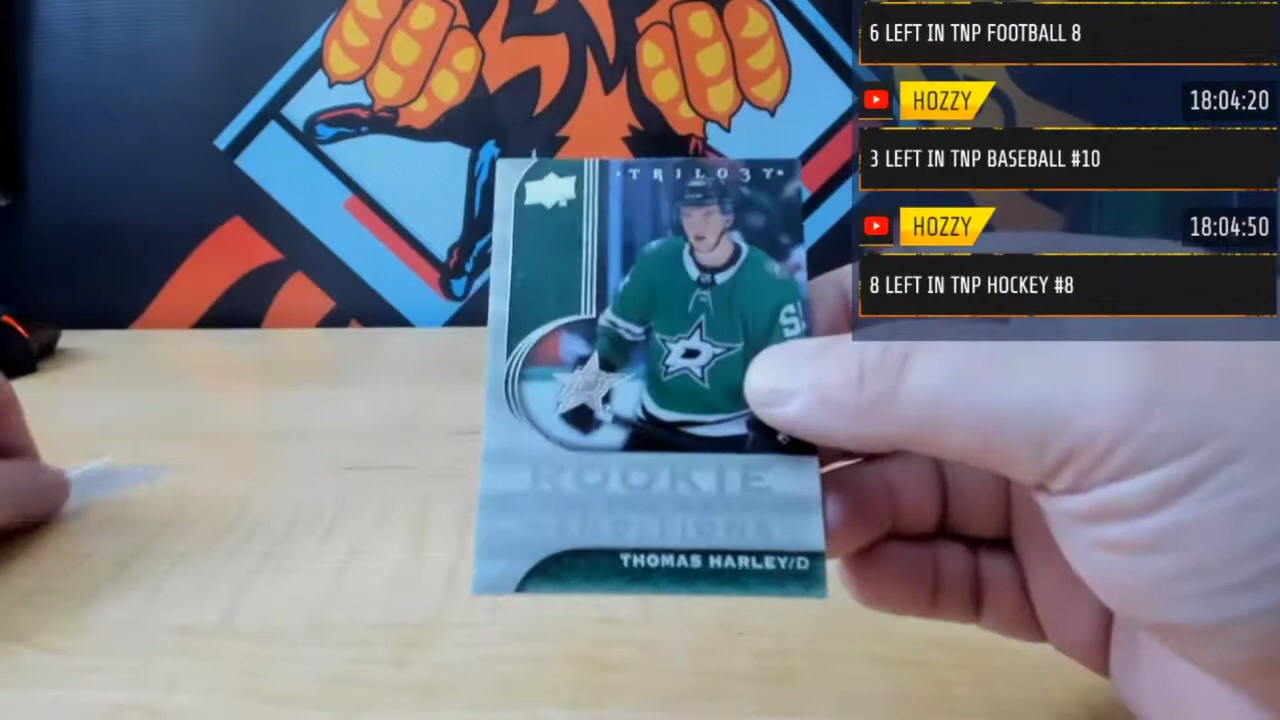 6 LEFT IN TNP FOOTBALL 8
HOZZY
18:04:20
3 LEFT IN TNP BASEBALL #10
HOZZY
18:04:50
8 LEFT IN TNP HOCKEY #8
TRILO3Y
ROOKIE
THOMAS HARLEY/D